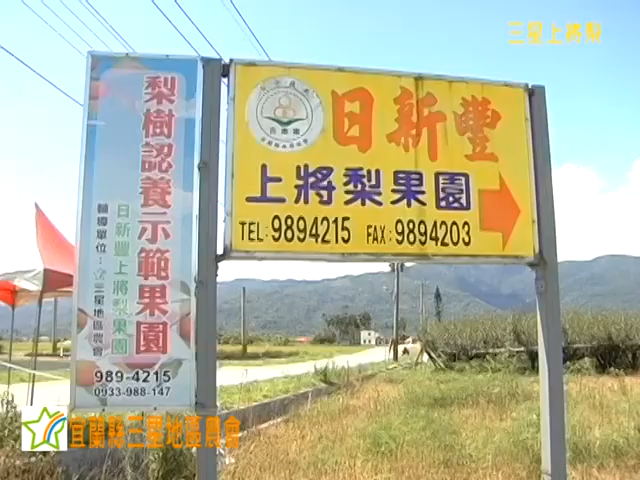 三星上將梨
日新豐
上將梨果園
TEL:9894215 FAX:9894203
吉園圃
梨樹認養示範果園
日新豐上將梨果園
輔導單位:三星地區農會
989-4215
0933-988-147
宜蘭縣三星地區農會